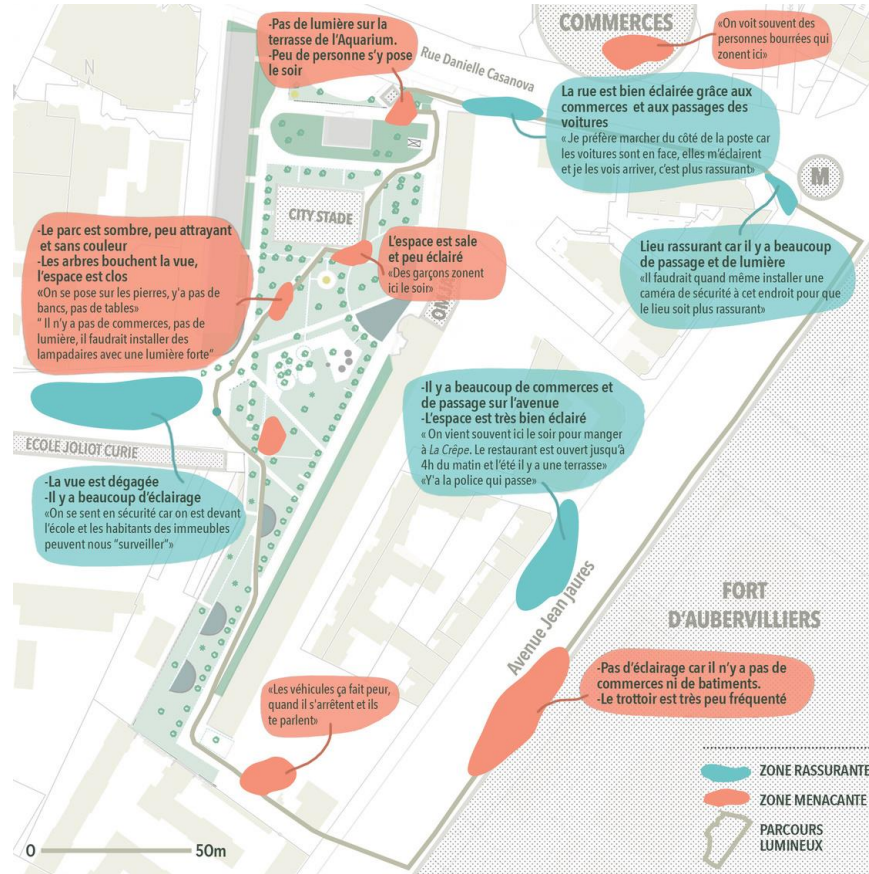 -Pas de lumière sur la
terrasse de l'Aquarium.
-Peu de personne s'y pose
le soir
Rue Danielle Casanova
COMMERCES
«On voit souvent des
personnes bourrées qui
zonent ici»
La rue est bien éclairée grâce aux
commerces et aux passages des
voitures
«Je préfère marcher du côté de la poste car
les voitures sont en face, elles m'éclairent
et je les vois arriver, c'est plus rassurant»
M
N
CITY STADE
-Le parc est sombre, peu attrayant
et sans couleur
-Les arbres bouchent la vue,
l'espace est clos
«On se pose sur les pierres, y'a pas de
bancs, pas de tables»
" Il n'y a pas de commerces, pas de
lumière, il faudrait installer des
lampadaires avec une lumière forte"
L'espace est sale
et peu éclairé
«Des garçons zonent
ici le soir»
Lieu rassurant car il y a beaucoup
de passage et de lumière
«Il faudrait quand même installer une
caméra de sécurité à cet endroit pour que
le lieu soit plus rassurant»
OMJA
-Il y a beaucoup de commerces et
de passage sur l'avenue
-L'espace est très bien éclairé
« On vient souvent ici le soir pour manger
à La Crêpe. Le restaurant est ouvert jusqu'à
4h du matin et l'été il y a une terrasse»
«Y'a la police qui passe»
ECOLE JOLIOT CURIE
-La vue est dégagée
-Il y a beaucoup d'éclairage
«On se sent en sécurité car on est devant
l'école et les habitants des immeubles
peuvent nous "surveiller"»
Avenue Jean Jaures
FORT
D'AUBERVILLIERS
-Pas d'éclairage car il n'y a pas de
commerces ni de batiments.
-Le trottoir est très peu fréquenté
«Les véhicules ça fait peur,
quand il s'arrêtent et ils
te parlent»
ZONE RASSURANTE
ZONE MENACANTE
PARCOURS
LUMINEUX
0 50m